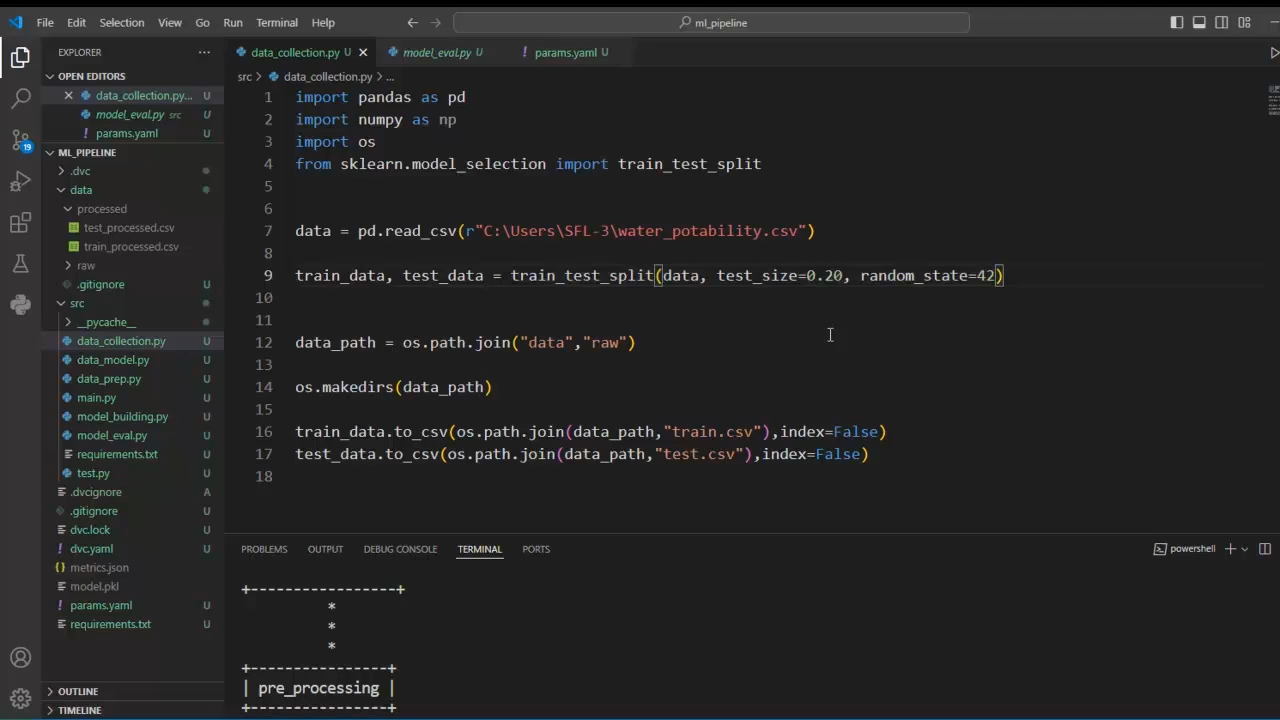 File Edit Selection View Go Run Terminal Help
ml_pipeline
EXPLORER
OPEN EDITORS
data_collection.py... U
model_eval.py src U
params.yaml U
19
ML_PIPELINE
.dvc
data
processed
test_processed.csv
train_processed.csv
raw
.gitignore U
src
__pycache__
data_collection.py U
data_model.py U
data_prep.py U
main.py U
model_building.py U
model_eval.py U
requirements.txt U
test.py U
.dvcignore A
.gitignore U
dvc.lock U
dvc.yaml U
{} metrics.json
model.pkl
params.yaml U
requirements.txt U
OUTLINE
TIMELINE
data_collection.py U
model_eval.py U
params.yaml U
src > data_collection.py > ...
1 import pandas as pd
2 import numpy as np
3 import os
4 from sklearn.model_selection import train_test_split
5
6
7 data = pd.read_csv(r"C:\Users\SFL-3\water_potability.csv")
8
9 train_data, test_data = train_test_split(data, test_size=0.20, random_state=42)
10
11
12 data_path = os.path.join("data","raw")
13
14 os.makedirs(data_path)
15
16 train_data.to_csv(os.path.join(data_path,"train.csv"),index=False)
17 test_data.to_csv(os.path.join(data_path,"test.csv"),index=False)
18
PROBLEMS OUTPUT DEBUG CONSOLE TERMINAL PORTS
powershell
+-----------------+
*
*
*
+----------------+
| pre_processing |
+----------------+